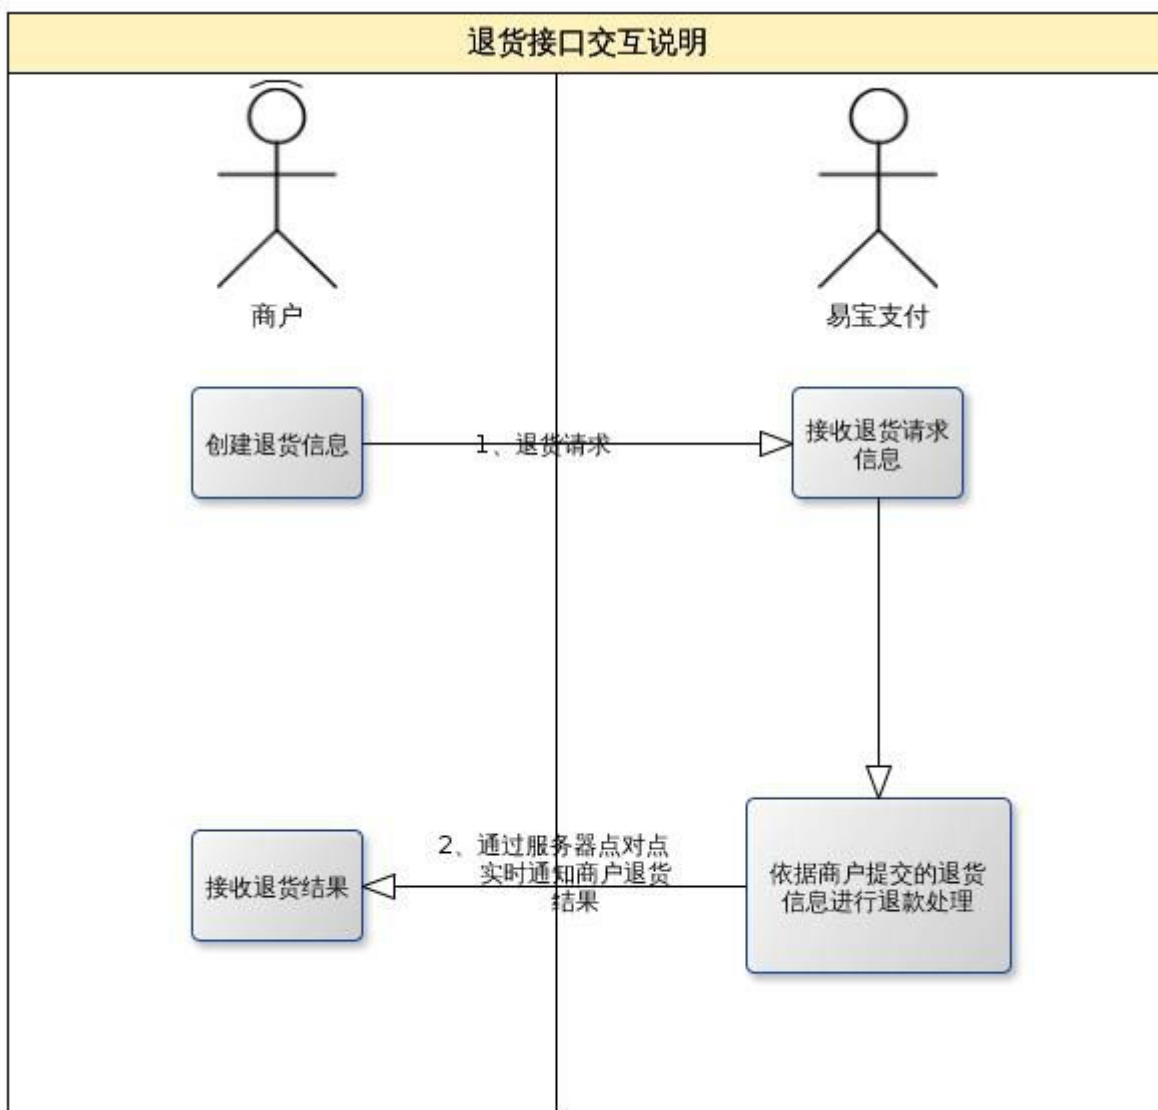 退货接口交互说明
商户
易宝支付
创建退货信息
1、退货请求
接收退货请求
信息
2、通过服务器点对点
实时通知商户退货
结果
接收退货结果
依据商户提交的退货
信息进行退款处理